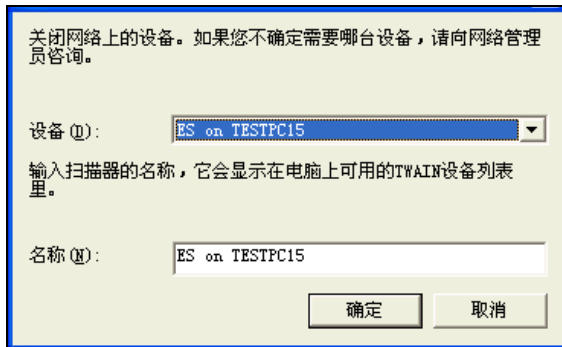 关闭网络上的设备。如果您不确定需要哪台设备，请向网络管理
员咨询。
设备(D)： ES on TESTPC15
输入扫描器的名称，它会显示在电脑上可用的TWAIN设备列表
里。
名称(N)： ES on TESTPC15
确定 取消